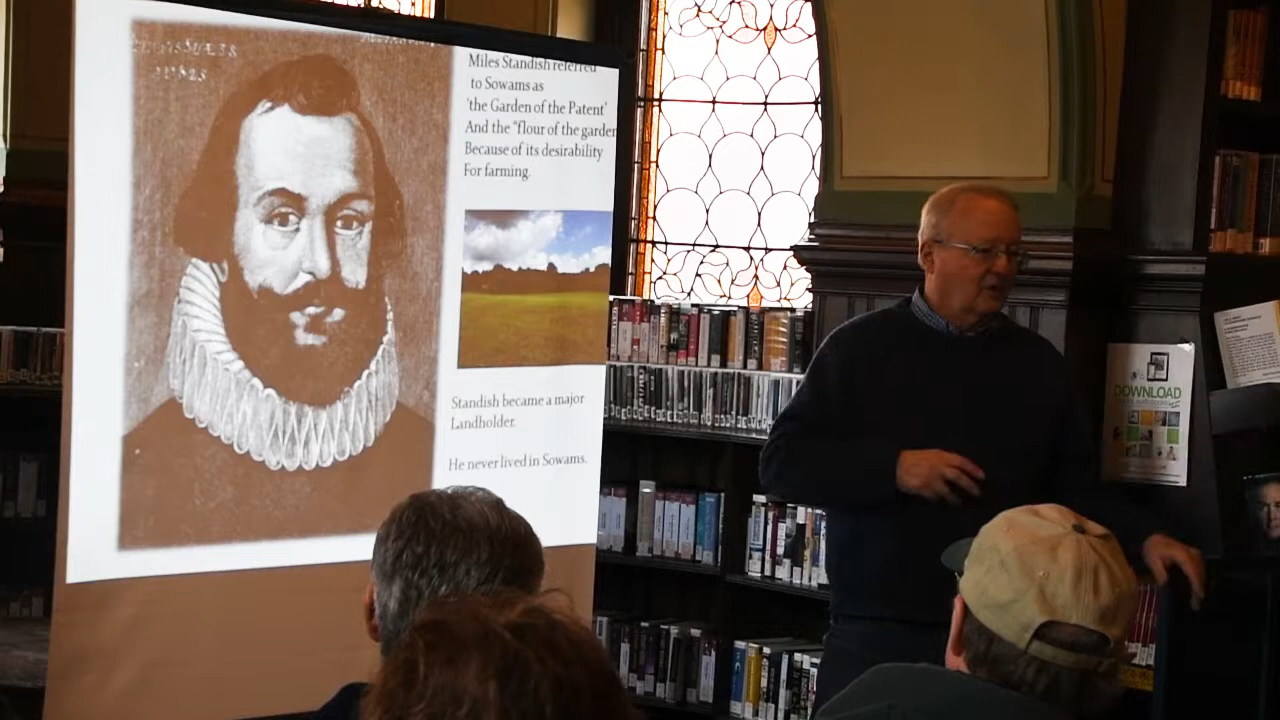 Miles Standish referred
to Sowams as
'the Garden of the Patent'
And the "flour of the garden
Because of its desirability
For farming.
Standish became a major
Landholder.
He never lived in Sowams.
DOWNLOAD